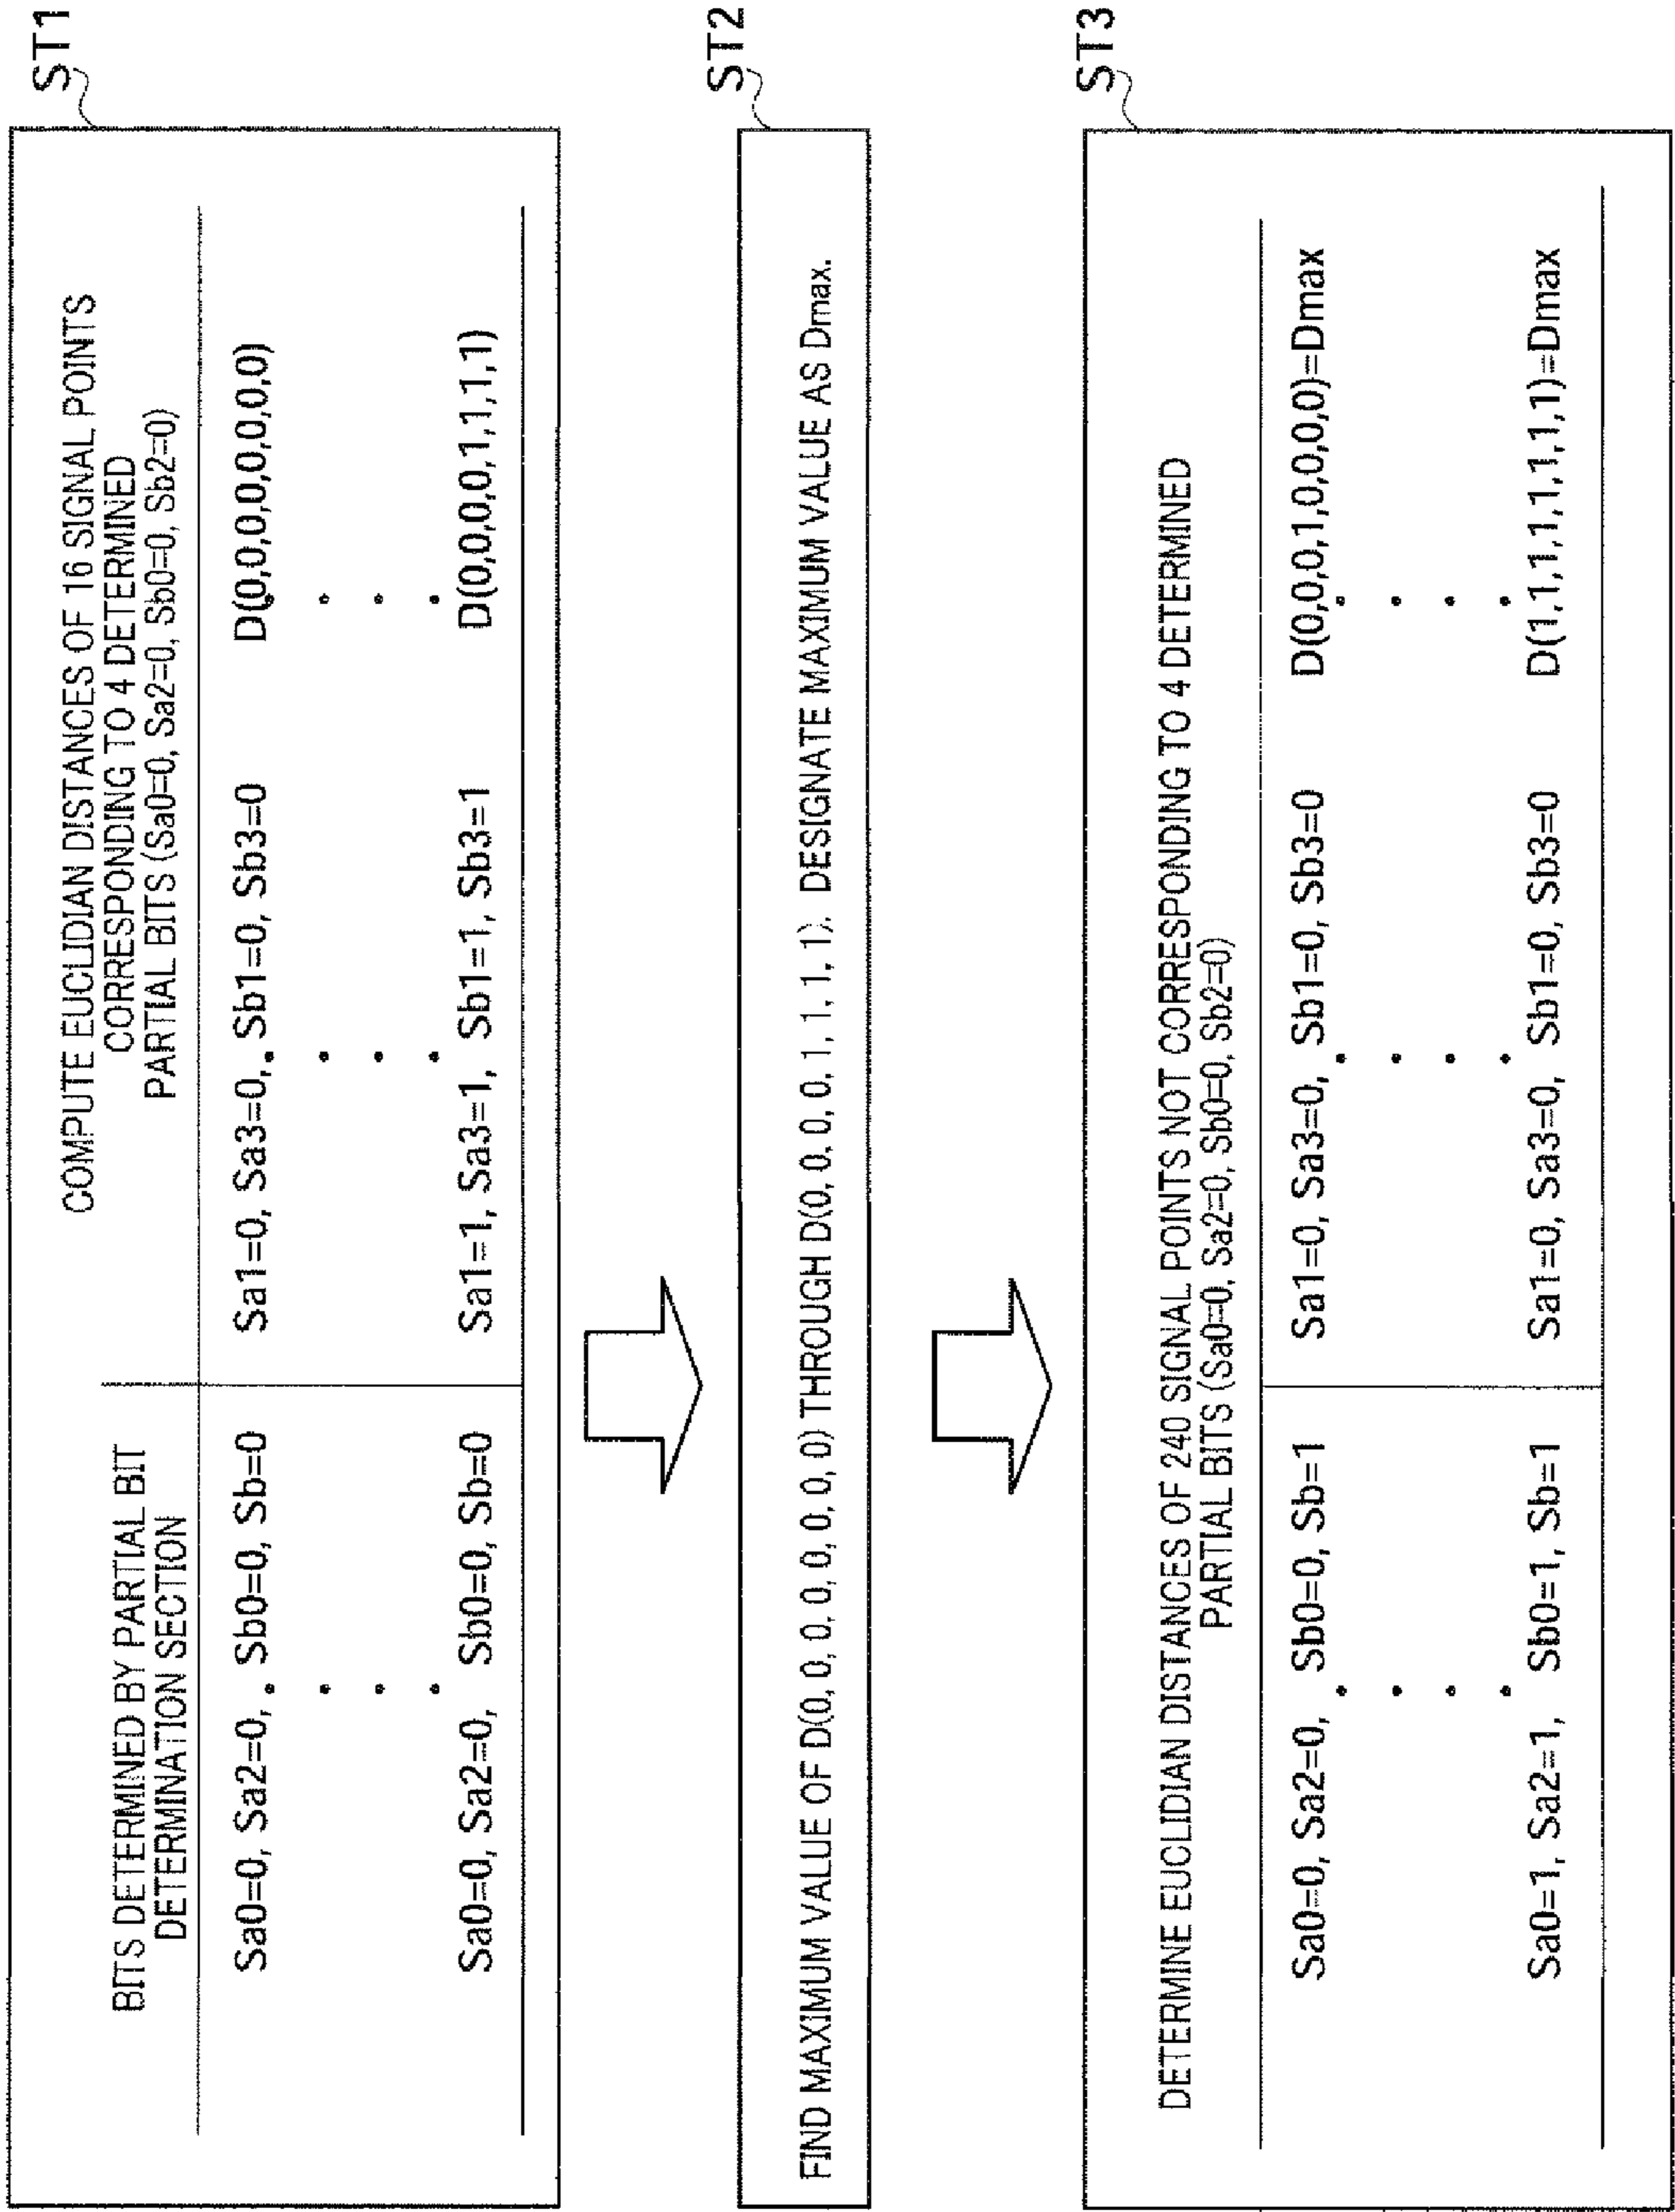 ST1
BITS DETERMINED BY PARTIAL BIT
DETERMINATION SECTION
COMPUTE EUCLIDIAN DISTANCES OF 16 SIGNAL POINTS
CORRESPONDING TO 4 DETERMINED
PARTIAL BITS (Sa0=0, Sa2=0, Sb0=0, Sb2=0)
Sa0=0, Sa2=0, Sb0=0, Sb=0 Sa1=0, Sa3=0, Sb1=0, Sb3=0 D(0,0,0,0,0,0,0,0)
Sa0=0, Sa2=0, Sb0=0, Sb=0 Sa1=1, Sa3=1, Sb1=1, Sb3=1 D(0,0,0,0,1,1,1,1)
ST2
FIND MAXIMUM VALUE OF D(0, 0, 0, 0, 0, 0, 0, 0) THROUGH D(0, 0, 0, 0, 1, 1, 1, 1). DESIGNATE MAXIMUM VALUE AS Dmax.
ST3
DETERMINE EUCLIDIAN DISTANCES OF 240 SIGNAL POINTS NOT CORRESPONDING TO 4 DETERMINED
PARTIAL BITS (Sa0=0, Sa2=0, Sb0=0, Sb2=0)
Sa0=0, Sa2=0, Sb0=0, Sb=1 Sa1=0, Sa3=0, Sb1=0, Sb3=0 D(0,0,0,1,0,0,0,0)=Dmax
Sa0=1, Sa2=1, Sb0=1, Sb=1 Sa1=0, Sa3=0, Sb1=0, Sb3=0 D(1,1,1,1,1,1,1,1)=Dmax